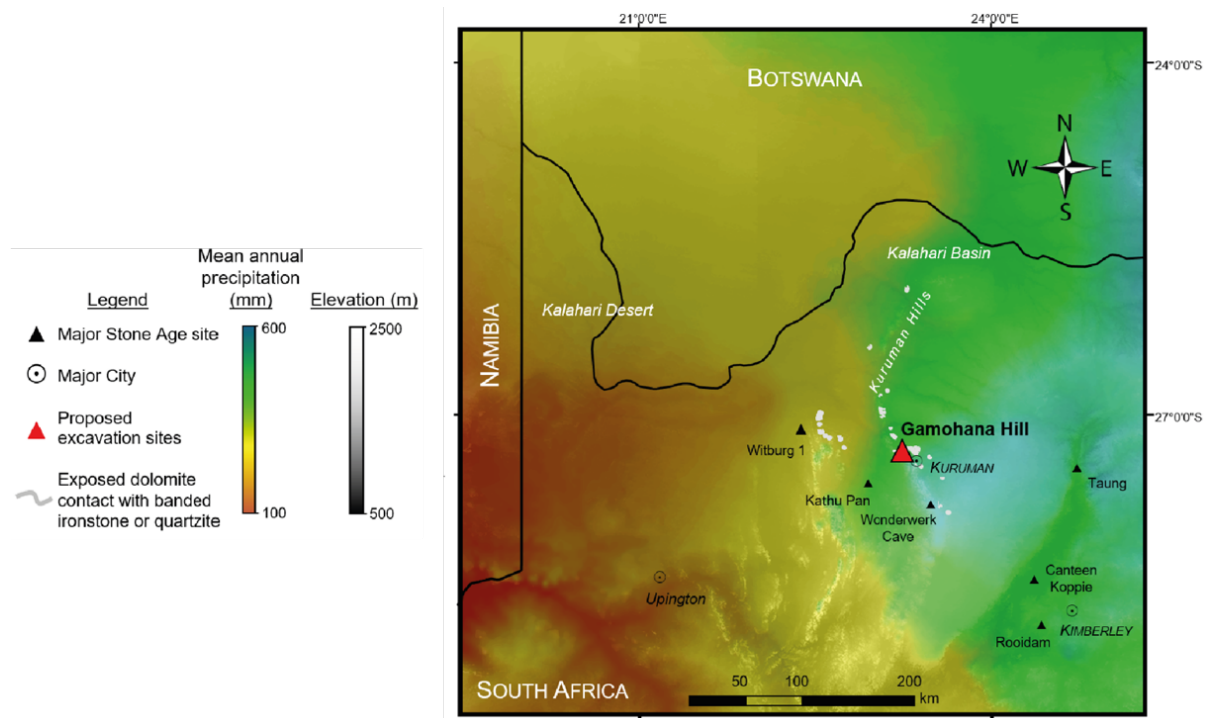 Mean annual
precipitation
Legend
(mm)
Elevation (m)
Major Stone Age site
600
2500
Major City
Proposed
excavation sites
Exposed dolomite
contact with banded
ironstone or quartzite
100
500
21°0'0"E
24°0'0"E
BOTSWANA
24°0'0"S
N
W
E
S
Kalahari Basin
Kalahari Desert
NAMIBIA
Kuruman Hills
27°0'0"S
Gamohana Hill
Witburg 1
KURUMAN
Taung
Kathu Pan
Wonderwerk
Cave
Canteen
Koppie
Upington
KIMBERLEY
Rooidam
50
100
200
km
SOUTH AFRICA